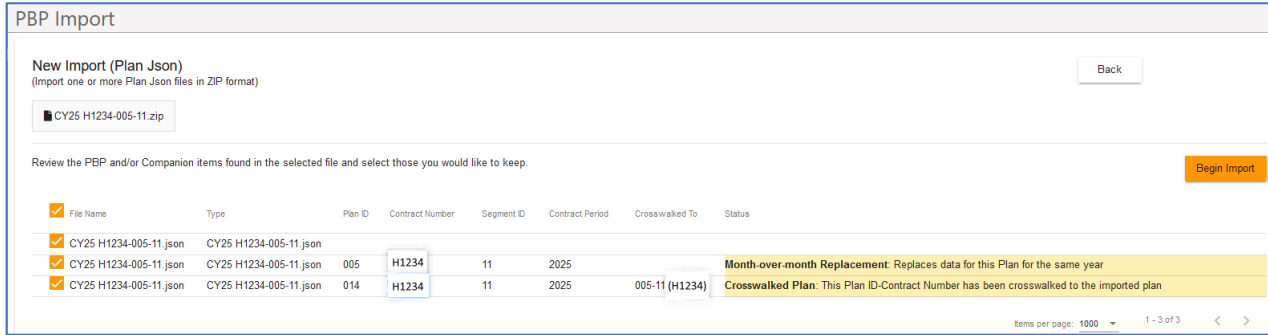 PBP Import
New Import (Plan Json)
(Import one or more Plan Json files in ZIP format)
Back
CY25 H1234-005-11.zip
Review the PBP and/or Companion items found in the selected file and select those you would like to keep.
Begin Import
File Name Type Plan ID Contract Number Segment ID Contract Period Crosswalked To Status
CY25 H1234-005-11.json CY25 H1234-005-11.json
CY25 H1234-005-11.json CY25 H1234-005-11.json 005 H1234 11 2025 Month-over-month Replacement: Replaces data for this Plan for the same year
CY25 H1234-005-11.json CY25 H1234-005-11.json 014 H1234 11 2025 005-11 (H1234) Crosswalked Plan: This Plan ID-Contract Number has been crosswalked to the imported plan
Items per page: 1000 1 - 3 of 3